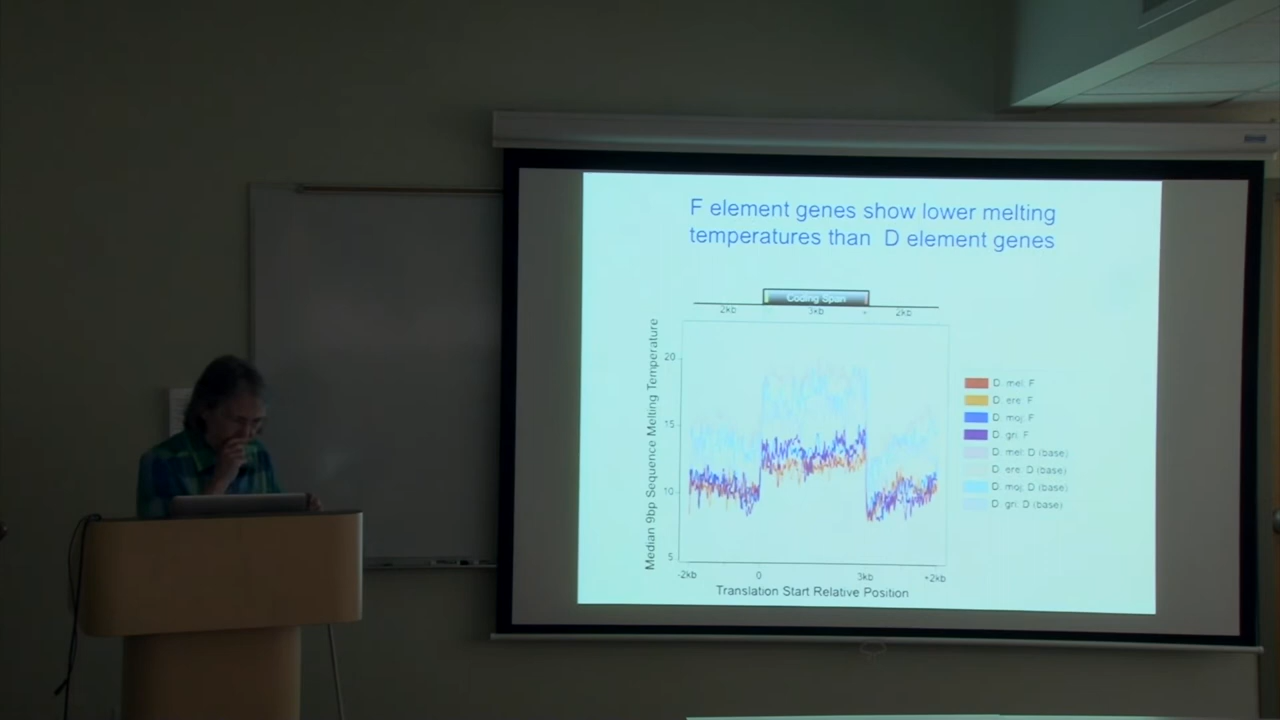 F element genes show lower melting
temperatures than D element genes
Coding Span
2kb 3kb 2kb
Median 9bp Sequence Melting Temperature
20
15
10
5
-2kb 0 3kb +2kb
Translation Start Relative Position
D. mel: F
D. ere: F
D. moj: F
D. gri: F
D. mel: D (base)
D. ere: D (base)
D. moj: D (base)
D. gri: D (base)